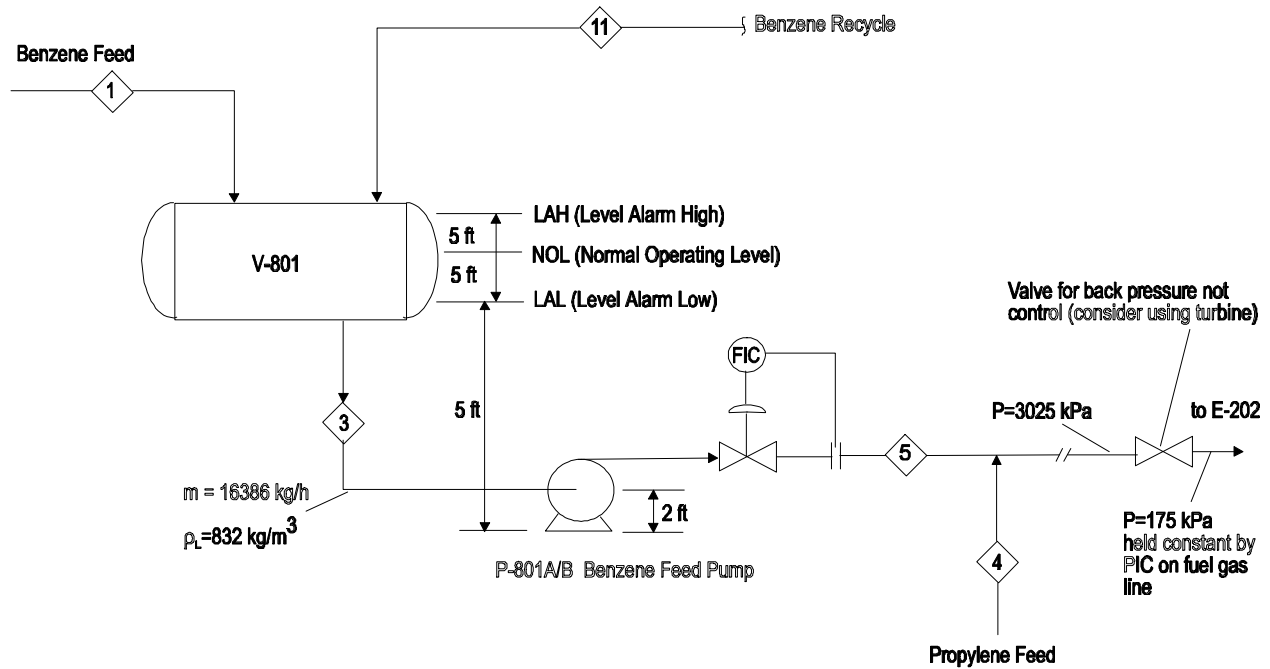 11
Benzene Recycle
Benzene Feed
1
LAH (Level Alarm High)
5 ft
V-801
NOL (Normal Operating Level)
5 ft
LAL (Level Alarm Low)
Valve for back pressure not
control (consider using turbine)
FIC
5 ft
P=3025 kPa
to E-202
3
5
m = 16386 kg/h
ρL=832 kg/m3
2 ft
P=175 kPa
held constant by
PIC on fuel gas
line
4
P-801A/B Benzene Feed Pump
Propylene Feed